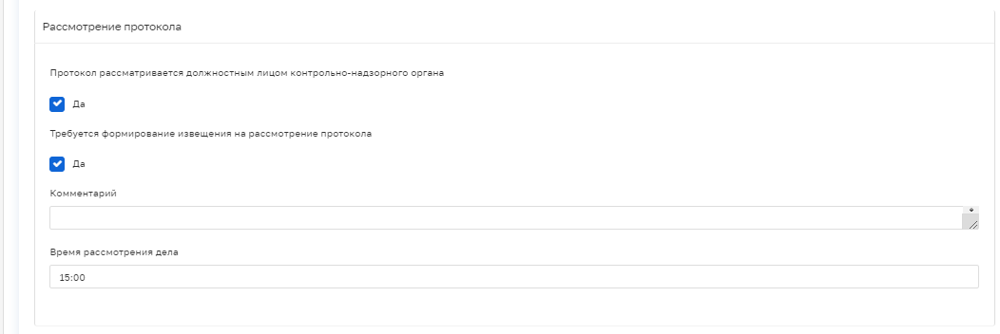 Рассмотрение протокола
Протокол рассматривается должностным лицом контрольно-надзорного органа
Да
Требуется формирование извещения на рассмотрение протокола
Да
Комментарий
Время рассмотрения дела
15:00